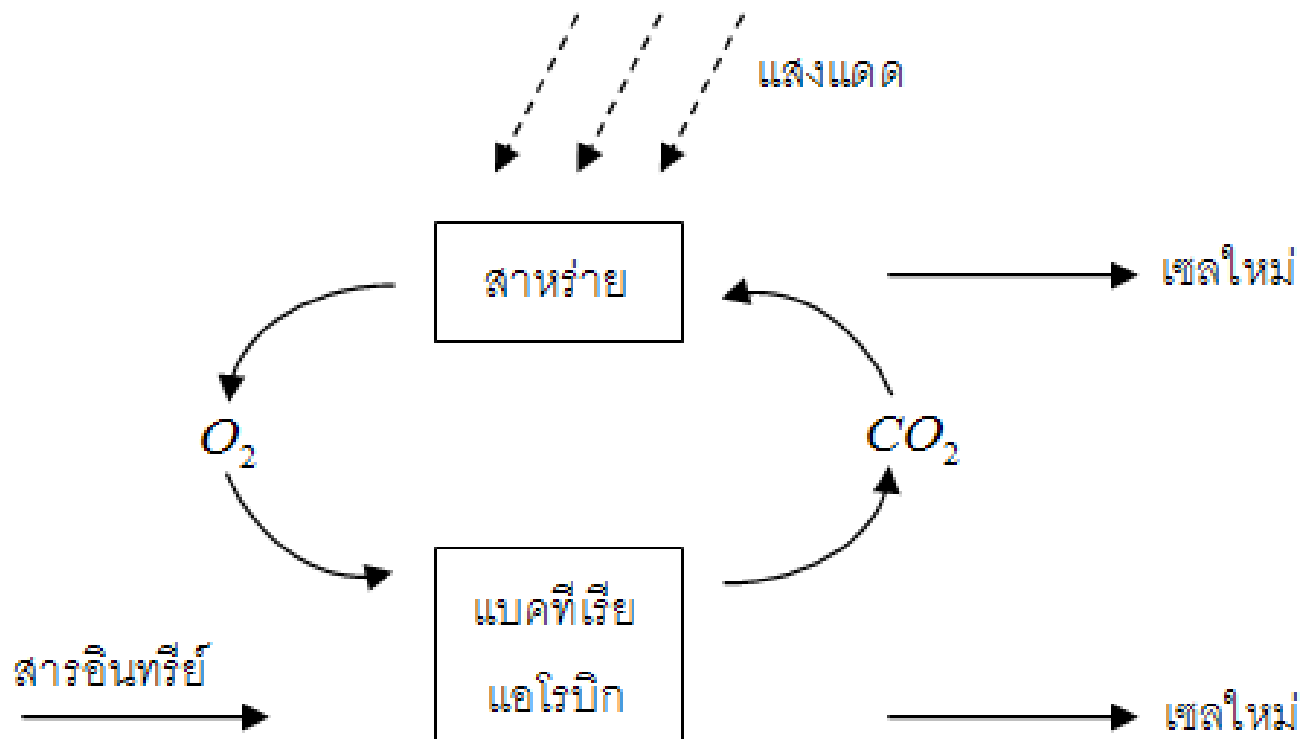 แสงแดด
สาหร่าย
เซลใหม่
O₂
CO₂
แบคทีเรีย
แอโรบิก
สารอินทรีย์
เซลใหม่